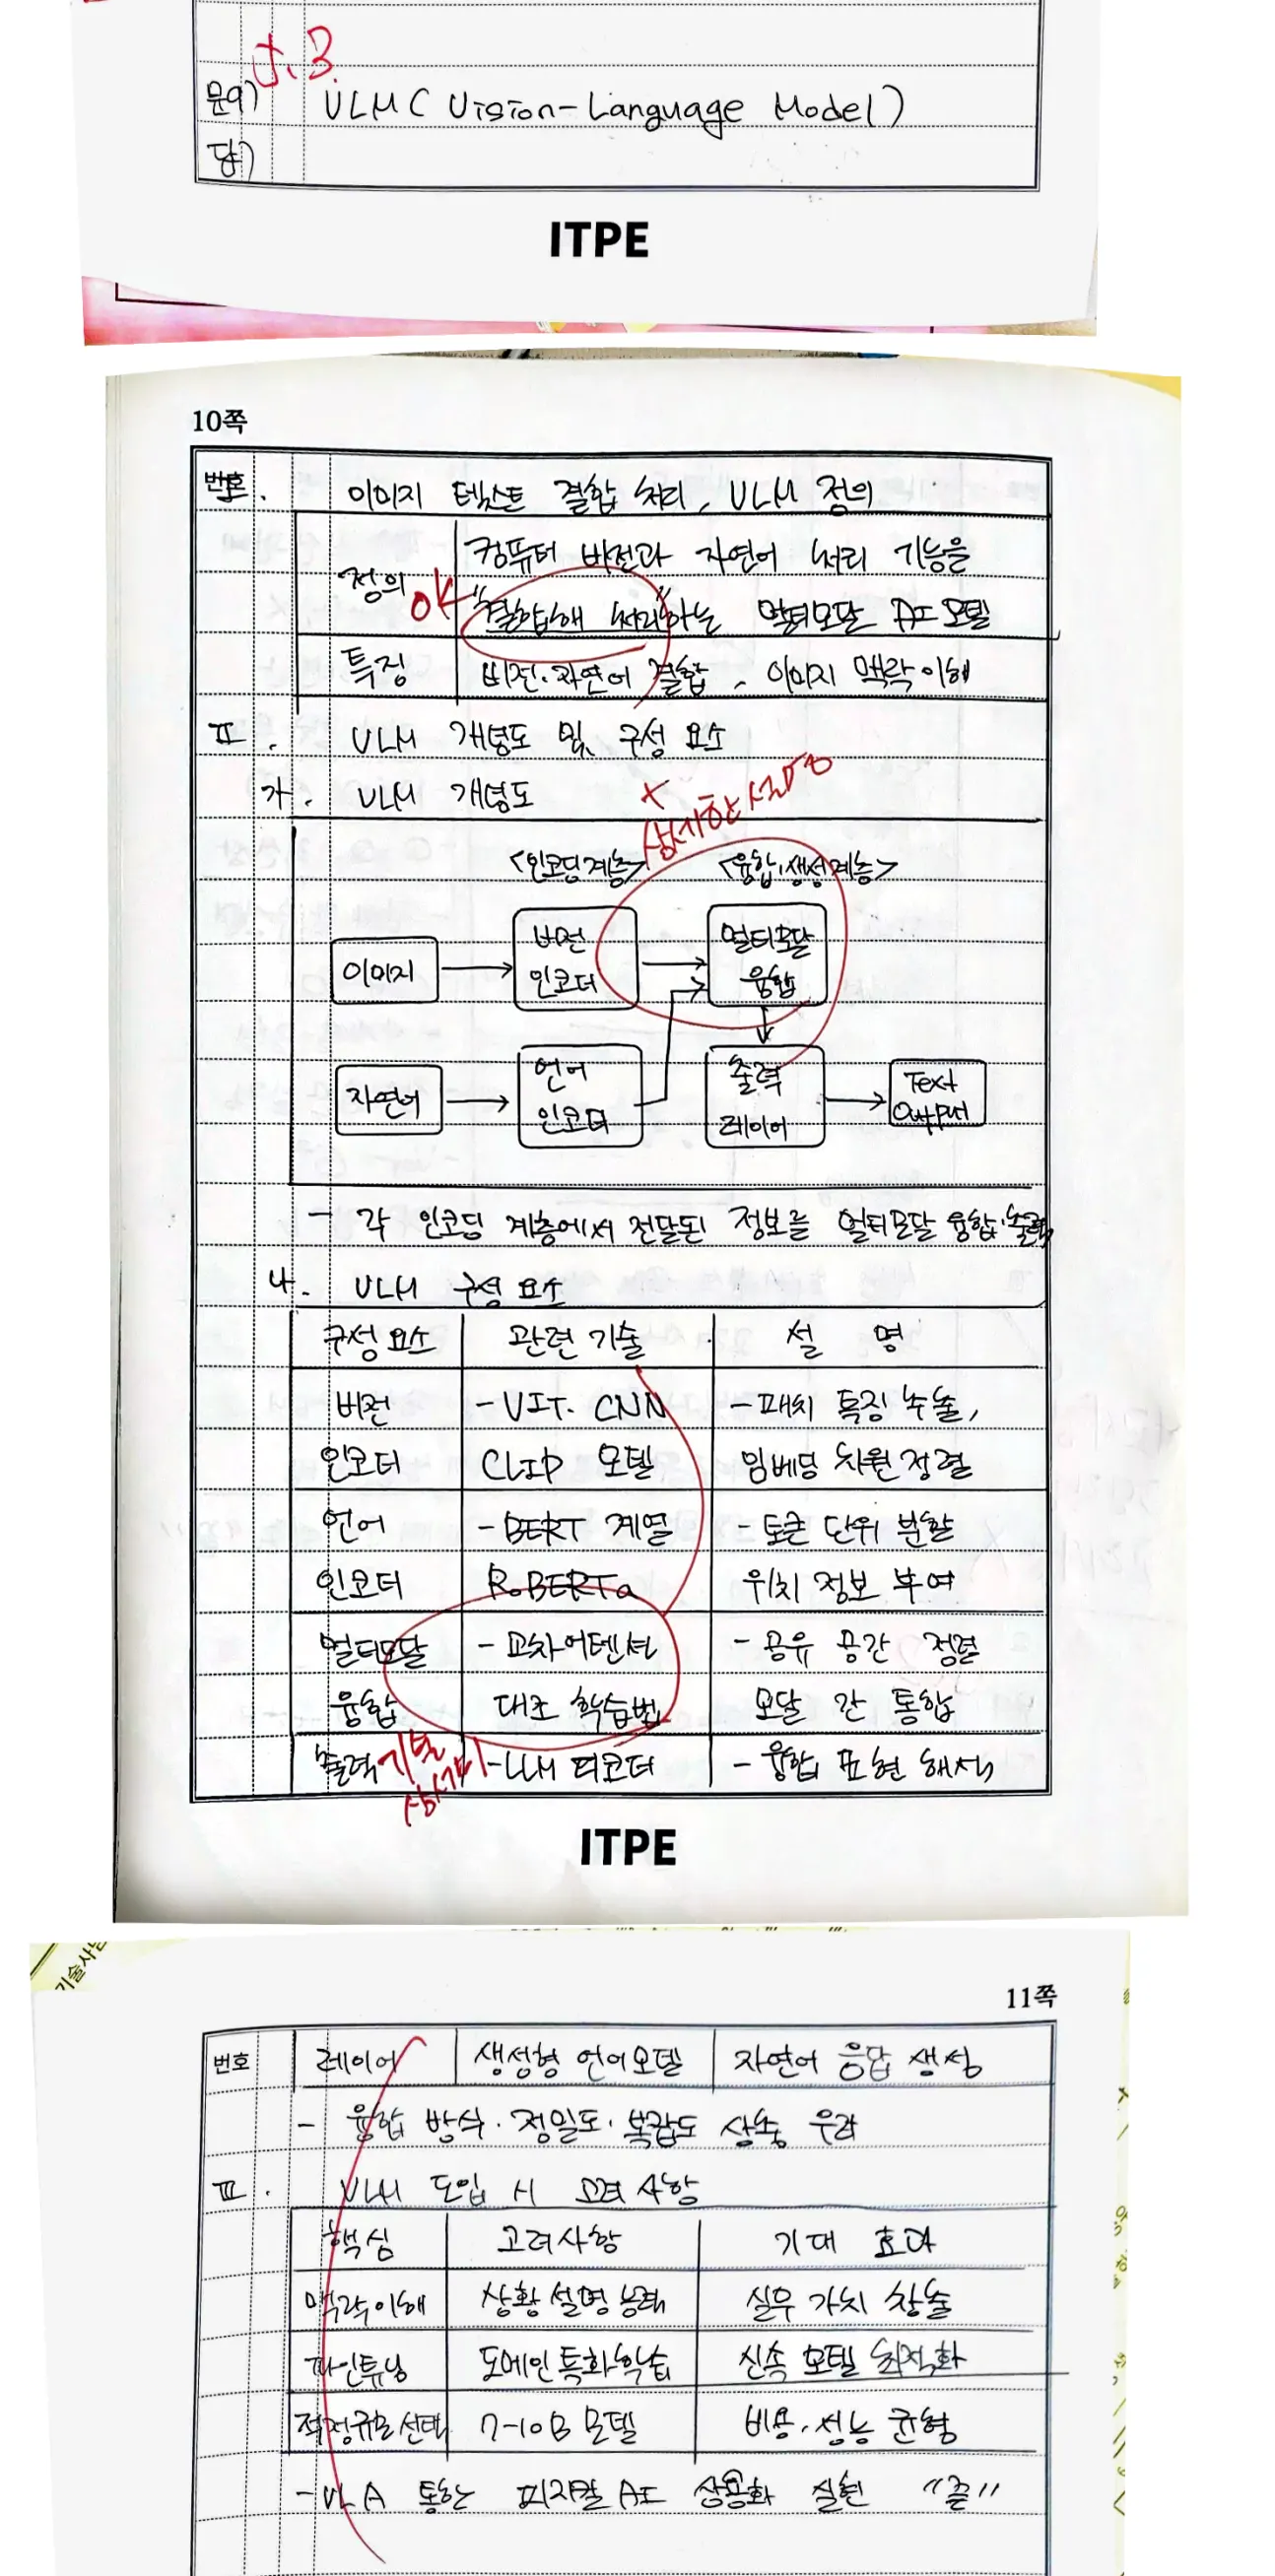 5.3
문9) VLM ( Vision-Language Model )
답)
ITPE
10쪽
번호 . 이미지 텍스트 결합 처리, VLM 정의
정의 컴퓨터 비전과 자연어 처리 기능을
OK "결합해 처리"하는 멀티모달 AI 모델
특징 비전·자연어 결합, 이미지 맥락 이해
II . VLM 개념도 및 구성 요소
가 . VLM 개념도
X
<인코딩 계층> <융합·생성 계층>
이미지 비전 인코더 멀티모달 융합
자연어 언어 인코더 출력 레이어 Text Output
- 각 인코딩 계층에서 전달된 정보를 멀티모달 융합·출력
나 . VLM 구성 요소
구성 요소 관련 기술 설 명
비전 - VIT. CNN - 패치 특징 추출,
인코더 CLIP 모델 임베딩 차원 정렬
언어 - BERT 계열 - 토큰 단위 분할
인코더 RoBERTa 위치 정보 부여
멀티모달 - 교차어텐션 - 공유 공간 정렬
융합 대조 학습법 모달 간 통합
출력 - LLM 디코더 - 융합 표현 해석
ITPE
기술사
11쪽
번호 레이어 생성형 언어모델 자연어 응답 생성
- 융합 방식·정밀도·복잡도 상충 우려
III . VLM 도입 시 고려 사항
핵심 고려사항 기대 효과
맥락이해 상황 설명 능력 실무 가치 창출
파인튜닝 도메인 특화학습 신속 모델 최적화
적정규모 선택 7-10B 모델 비용·성능 균형
- VLA 통한 피지컬 AI 상용화 실현 "끝"